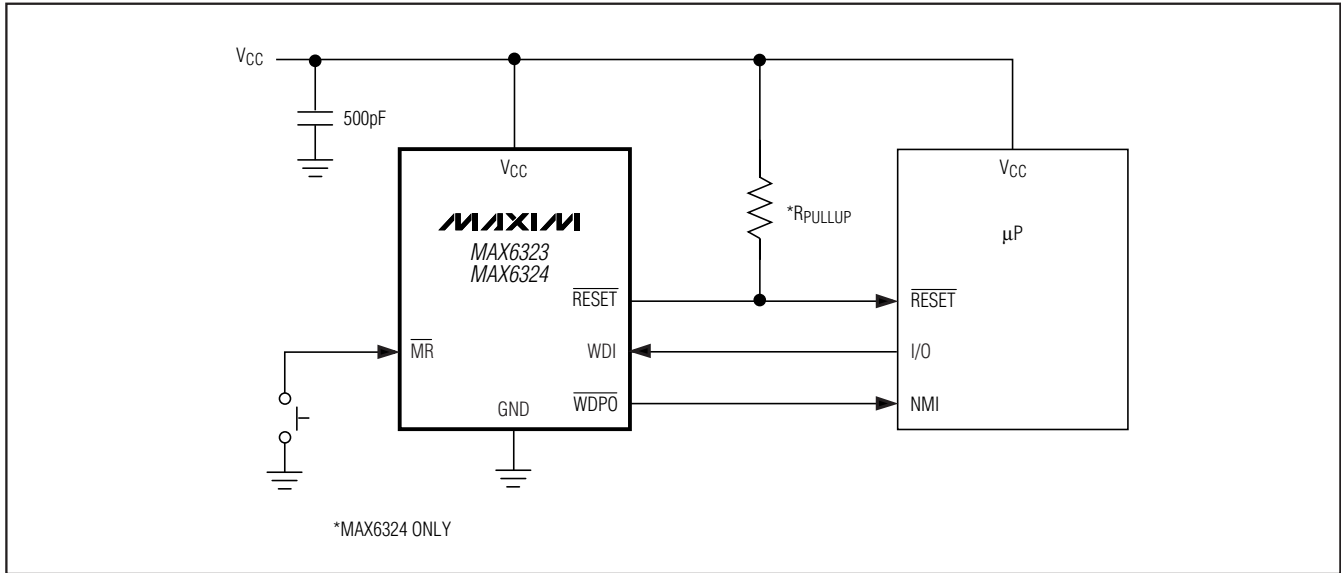 VCC
500pF
VCC
MAXIM
MAX6323
MAX6324
RESET
MR
WDI
GND
WDPO
*RPULLUP
VCC
μP
RESET
I/O
NMI
*MAX6324 ONLY